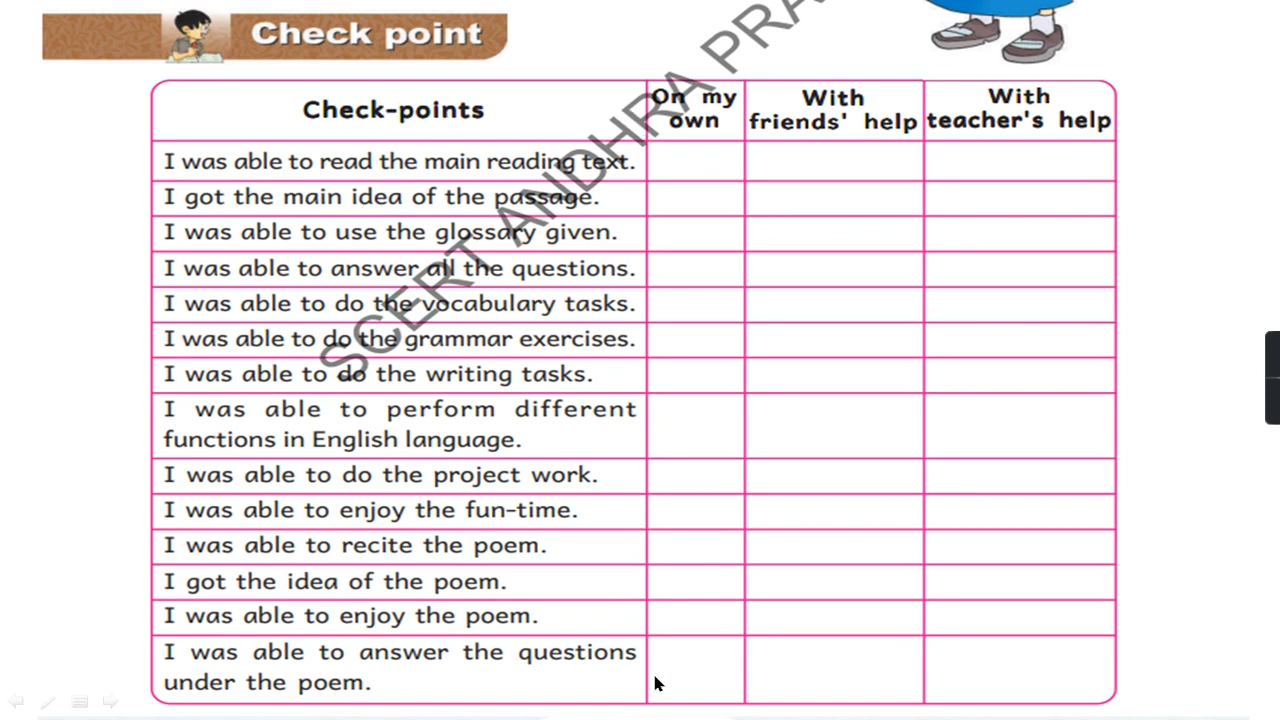 Check point
Check-points
On my
own
With
friends' help
With
teacher's help
I was able to read the main reading text.
I got the main idea of the passage.
I was able to use the glossary given.
I was able to answer all the questions.
I was able to do the vocabulary tasks.
I was able to do the grammar exercises.
I was able to do the writing tasks.
I was able to perform different
functions in English language.
I was able to do the project work.
I was able to enjoy the fun-time.
I was able to recite the poem.
I got the idea of the poem.
I was able to enjoy the poem.
I was able to answer the questions
under the poem.
SCERT ANDHRA PRA